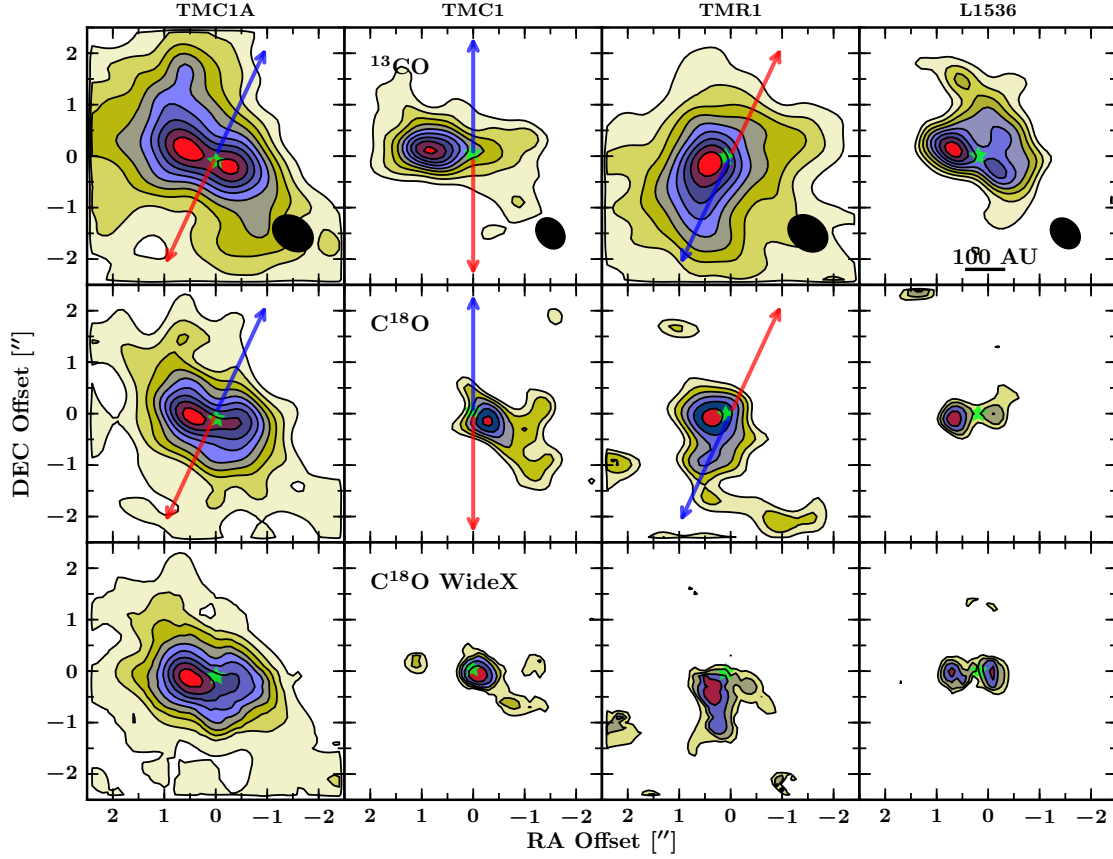 TMC1A TMC1 TMR1 L1536
2
1
0
−1
−2
¹³CO
100 AU
2
1
0
−1
−2
C¹⁸O
2
1
0
−1
−2
C¹⁸O WideX
DEC Offset ["]
2 1 0 −1 −2 2 1 0 −1 −2 2 1 0 −1 −2 2 1 0 −1 −2
RA Offset ["]